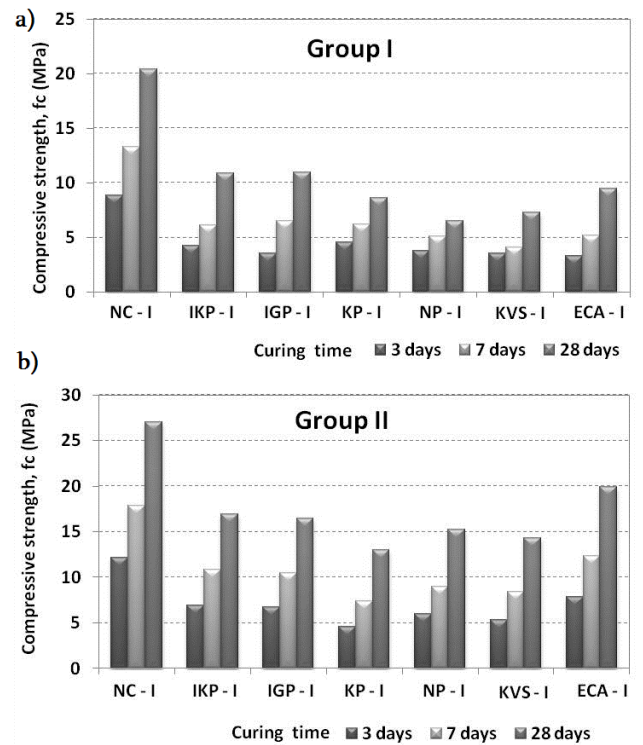 a)
Compressive strength, fc (MPa)
Group I
25
20
15
10
5
0
NC - I IKP - I IGP - I KP - I NP - I KVS - I ECA - I
Curing time 3 days 7 days 28 days
b)
Compressive strength, fc (MPa)
Group II
30
25
20
15
10
5
0
NC - I IKP - I IGP - I KP - I NP - I KVS - I ECA - I
Curing time 3 days 7 days 28 days